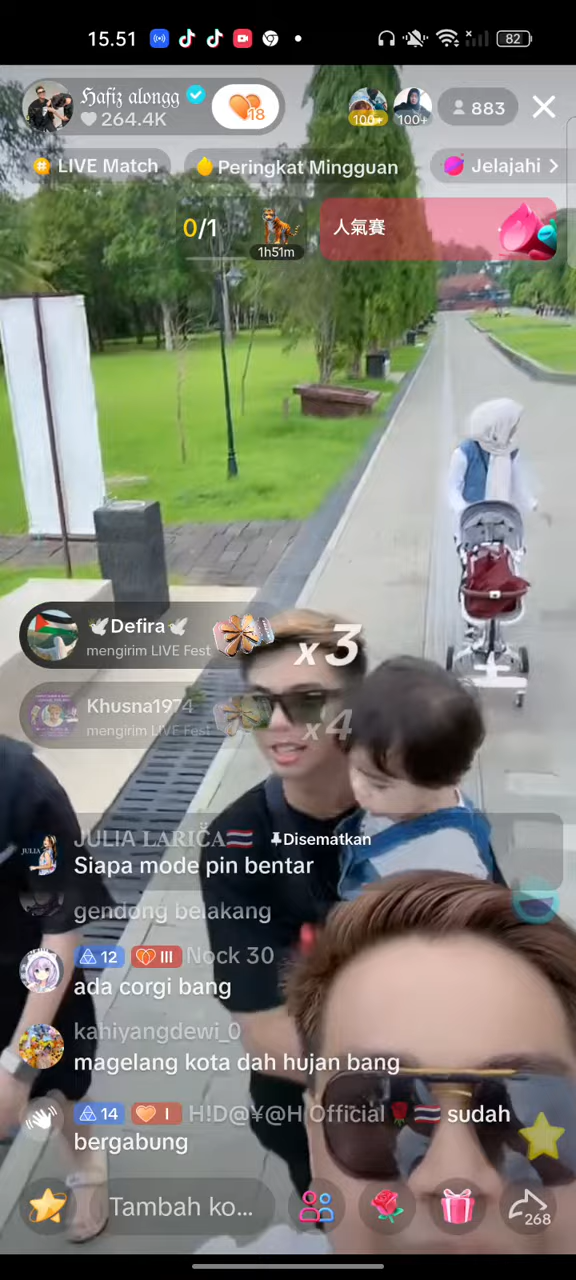 15.51
82
ℌafiz alongg
264.4K
18
100+
100+
883
LIVE Match
Peringkat Mingguan
Jelajahi >
0/1
1h51m
人氣賽
🕊Defira🕊
mengirim LIVE Fest
x3
Khusna1974
mengirim LIVE Fest
x4
JULIA LARIC̈A🇹🇭 Disematkan
Siapa mode pin bentar
gendong belakang
12 III Nock 30
ada corgi bang
kahiyangdewi_0
magelang kota dah hujan bang
14 I H!D@¥@H Official🌹🇹🇭 sudah
bergabung
Tambah ko...
268